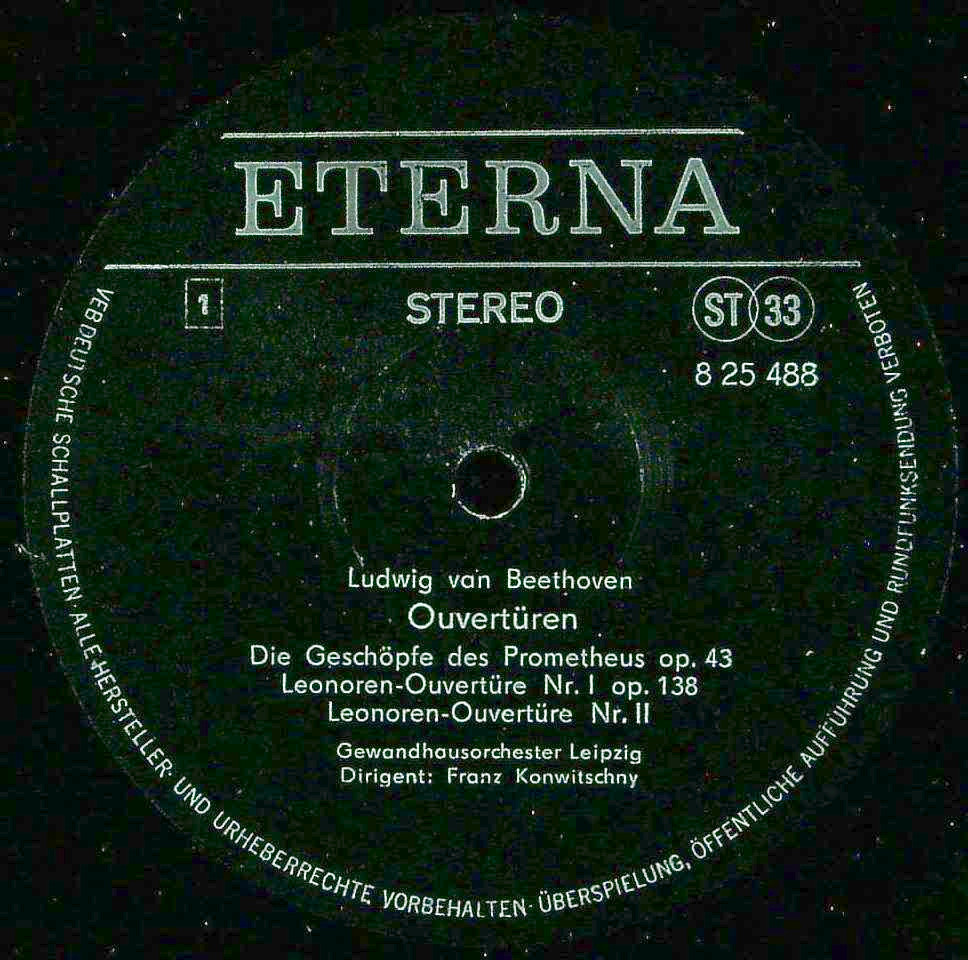 ETERNA
1
STEREO
ST 33
8 25 488
Ludwig van Beethoven
Ouvertüren
Die Geschöpfe des Prometheus op. 43
Leonoren-Ouvertüre Nr. I op. 138
Leonoren-Ouvertüre Nr. II
Gewandhausorchester Leipzig
Dirigent: Franz Konwitschny
VEB DEUTSCHE SCHALLPLATTEN · ALLE HERSTELLER- UND URHEBERRECHTE VORBEHALTEN · ÜBERSPIELUNG, ÖFFENTLICHE AUFFÜHRUNG UND RUNDFUNKSENDUNG VERBOTEN